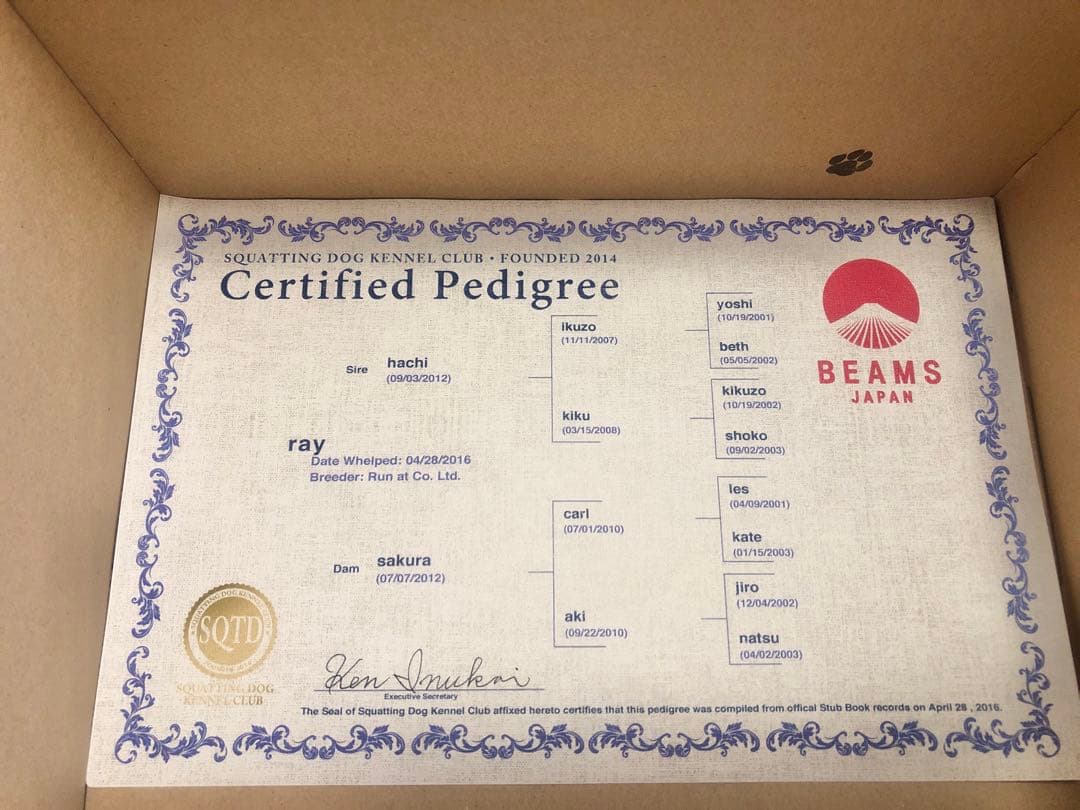 SQUATTING DOG KENNEL CLUB • FOUNDED 2014
Certified Pedigree
BEAMS
JAPAN
ray
Date Whelped: 04/28/2016
Breeder: Run at Co. Ltd.
Sire
hachi
(09/03/2012)
Dam
sakura
(07/07/2012)
ikuzo
(11/11/2007)
kiku
(03/15/2008)
carl
(07/01/2010)
aki
(09/22/2010)
yoshi
(10/19/2001)
beth
(05/05/2002)
kikuzo
(10/19/2002)
shoko
(09/02/2003)
les
(04/09/2001)
kate
(01/15/2003)
jiro
(12/04/2002)
natsu
(04/02/2003)
SQTD
SQUATTING DOG
KENNEL CLUB
Ken Inukai
Executive Secretary
The Seal of Squatting Dog Kennel Club affixed hereto certifies that this pedigree was compiled from offical Stub Book records on April 28 , 2016.